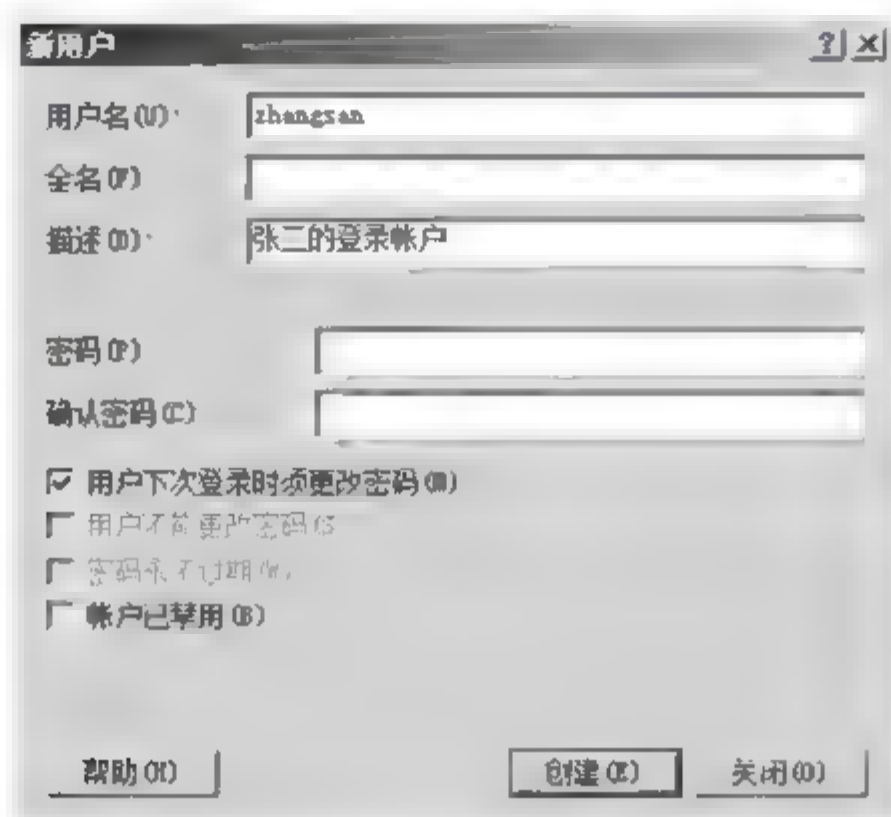 新用户
用户名(U):
zhangsan
全名(F)
描述(D):
张三的登录帐户
密码(P)
确认密码(C)
用户下次登录时须更改密码(M)
用户不能更改密码(S
密码永不过期(W)
帐户已禁用(B)
帮助(H)
创建(E)
关闭(O)